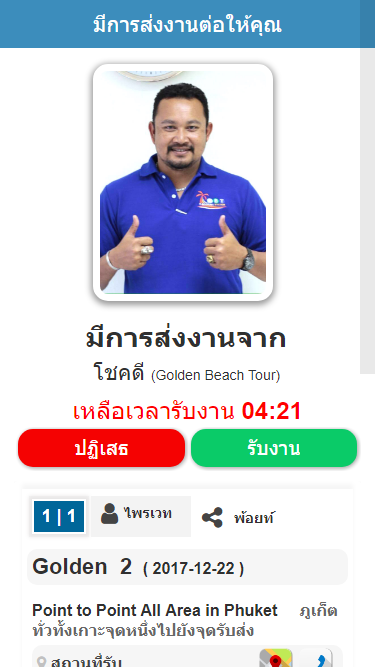 มีการส่งงานต่อให้คุณ
มีการส่งงานจาก
โชคดี (Golden Beach Tour)
เหลือเวลารับงาน 04:21
ปฏิเสธ
รับงาน
1 | 1 ไพรเวท พ้อยท์
Golden 2 ( 2017-12-22 )
Point to Point All Area in Phuket ภูเก็ต
ทั่วทั้งเกาะจุดหนึ่งไปยังจุดรับส่ง
สถานที่รับ